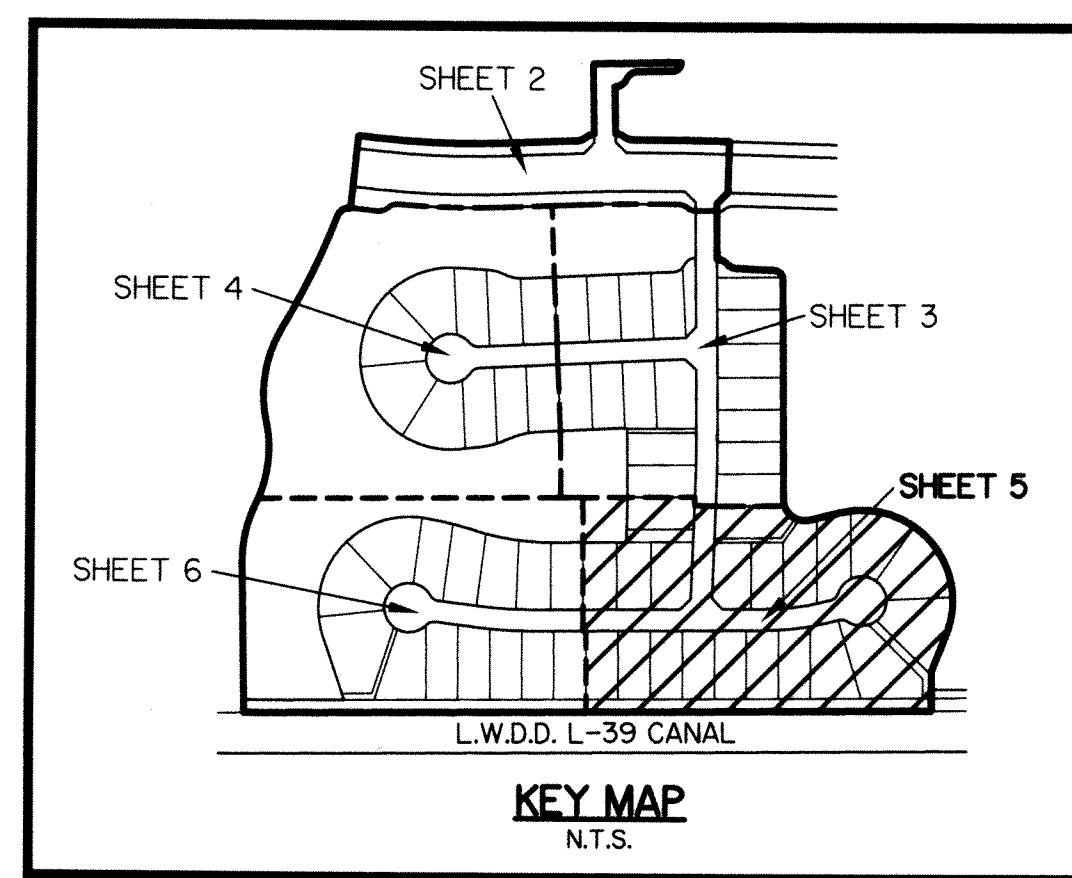 SHEET 2
SHEET 4
SHEET 3
SHEET 5
SHEET 6
L.W.D.D. L-39 CANAL
KEY MAP
N.T.S.